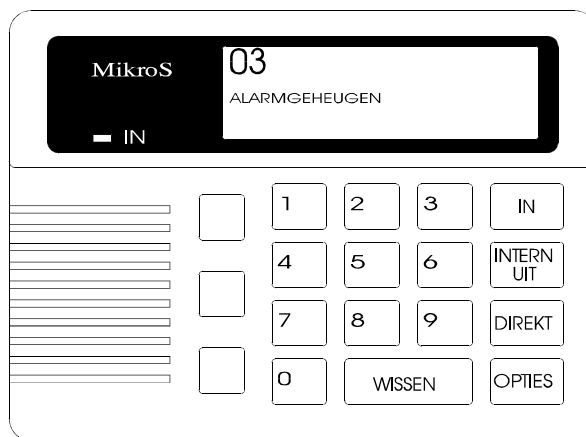 MikroS
03
ALARMGEHEUGEN
IN
1 2 3 IN
4 5 6 INTERN
UIT
7 8 9 DIREKT
0 WISSEN OPTIES